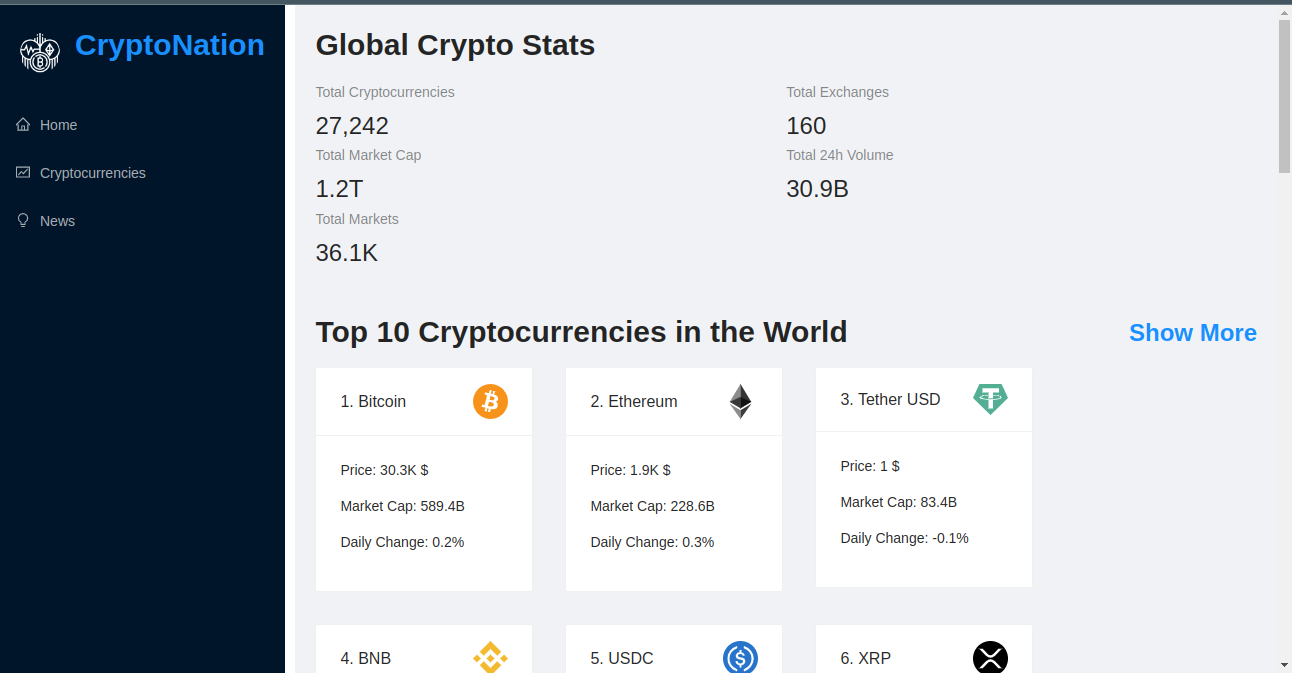 CryptoNation
Home
Cryptocurrencies
News
Global Crypto Stats
Total Cryptocurrencies
27,242
Total Exchanges
160
Total Market Cap
1.2T
Total 24h Volume
30.9B
Total Markets
36.1K
Top 10 Cryptocurrencies in the World
Show More
1. Bitcoin
Price: 30.3K $
Market Cap: 589.4B
Daily Change: 0.2%
2. Ethereum
Price: 1.9K $
Market Cap: 228.6B
Daily Change: 0.3%
3. Tether USD
Price: 1 $
Market Cap: 83.4B
Daily Change: -0.1%
4. BNB
5. USDC
6. XRP